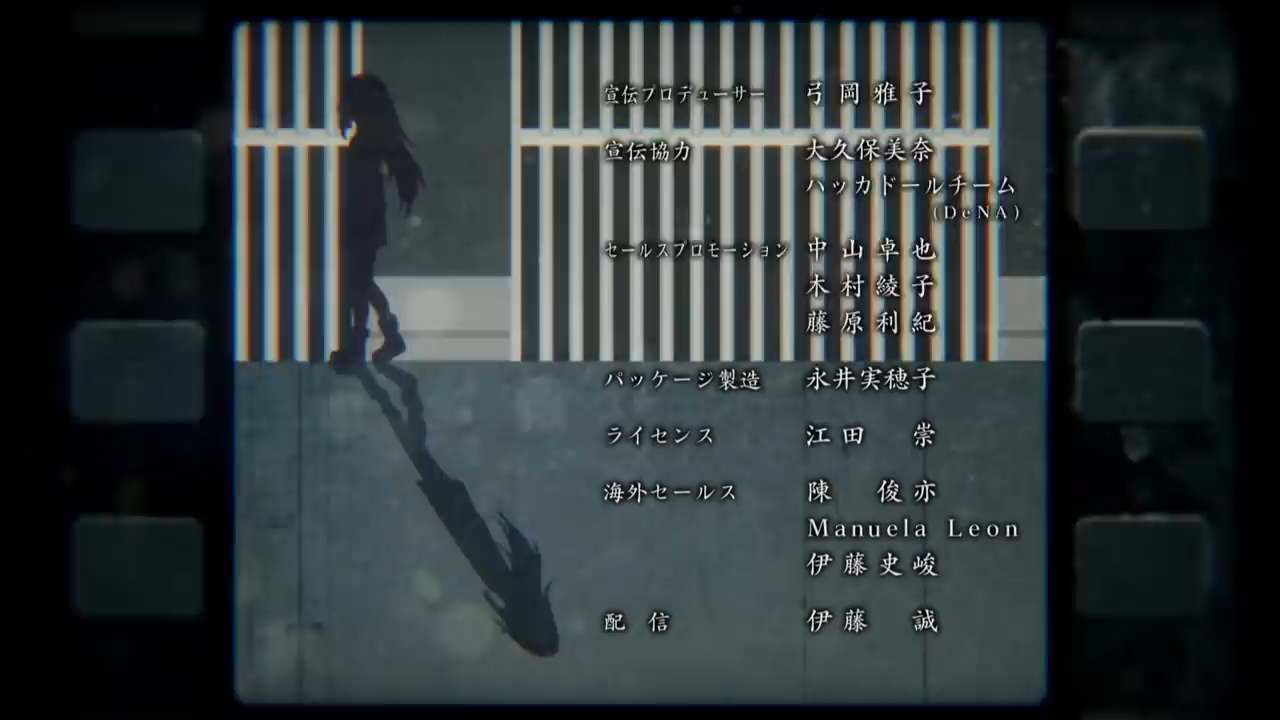 宣伝プロデューサー 弓岡雅子
宣伝協力 大久保美奈
ハッカドールチーム
(DeNA)
セールスプロモーション 中山卓也
木村綾子
藤原利紀
パッケージ製造 永井実穂子
ライセンス 江田 崇
海外セールス 陳 俊亦
Manuela Leon
伊藤史峻
配 信 伊藤 誠